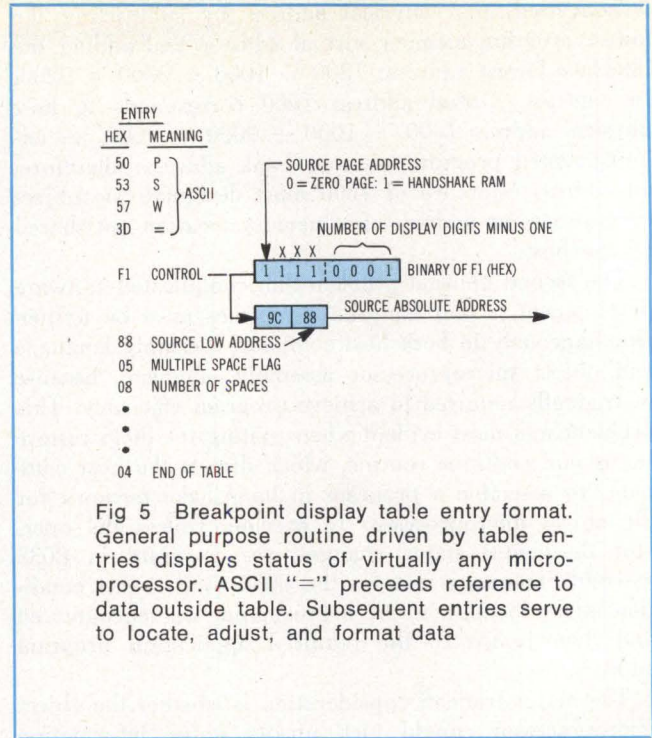 ENTRY
HEX MEANING
50 P
53 S
57 W
3D =
ASCII
SOURCE PAGE ADDRESS
0 = ZERO PAGE: 1 = HANDSHAKE RAM
NUMBER OF DISPLAY DIGITS MINUS ONE
X X X
F1 CONTROL
1 1 1 1 0 0 0 1
BINARY OF F1 (HEX)
9C 88
SOURCE ABSOLUTE ADDRESS
88 SOURCE LOW ADDRESS
05 MULTIPLE SPACE FLAG
08 NUMBER OF SPACES
04 END OF TABLE
Fig 5 Breakpoint display table entry format.
General purpose routine driven by table en-
tries displays status of virtually any micro-
processor. ASCII "=" preceeds reference to
data outside table. Subsequent entries serve
to locate, adjust, and format data